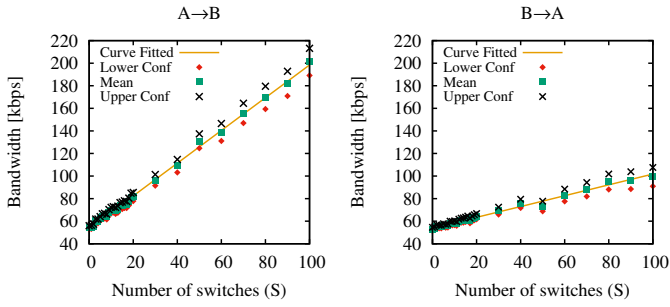 A→B
Bandwidth [kbps]
220
200
180
160
140
120
100
80
60
40
Curve Fitted
Lower Conf
Mean
Upper Conf
0 20 40 60 80 100
Number of switches (S)
B→A
Bandwidth [kbps]
220
200
180
160
140
120
100
80
60
40
Curve Fitted
Lower Conf
Mean
Upper Conf
0 20 40 60 80 100
Number of switches (S)